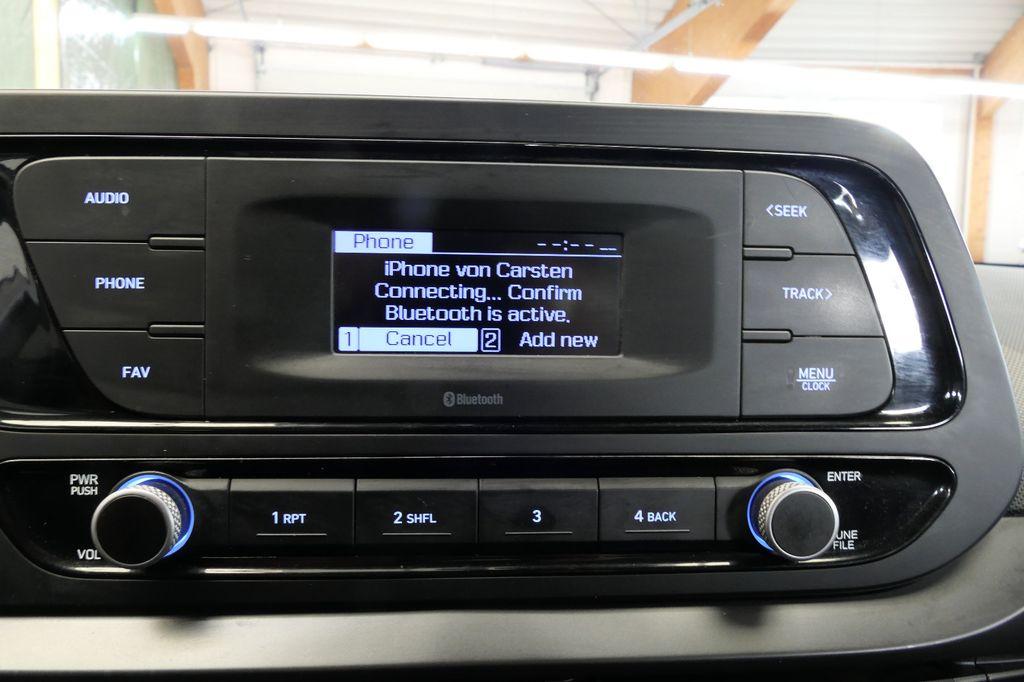 AUDIO
PHONE
FAV
Phone --:-- __
iPhone von Carsten
Connecting... Confirm
Bluetooth is active.
1 Cancel 2 Add new
Bluetooth
<SEEK
TRACK>
MENU
CLOCK
PWR
PUSH
VOL
1 RPT
2 SHFL
3
4 BACK
ENTER
FILE